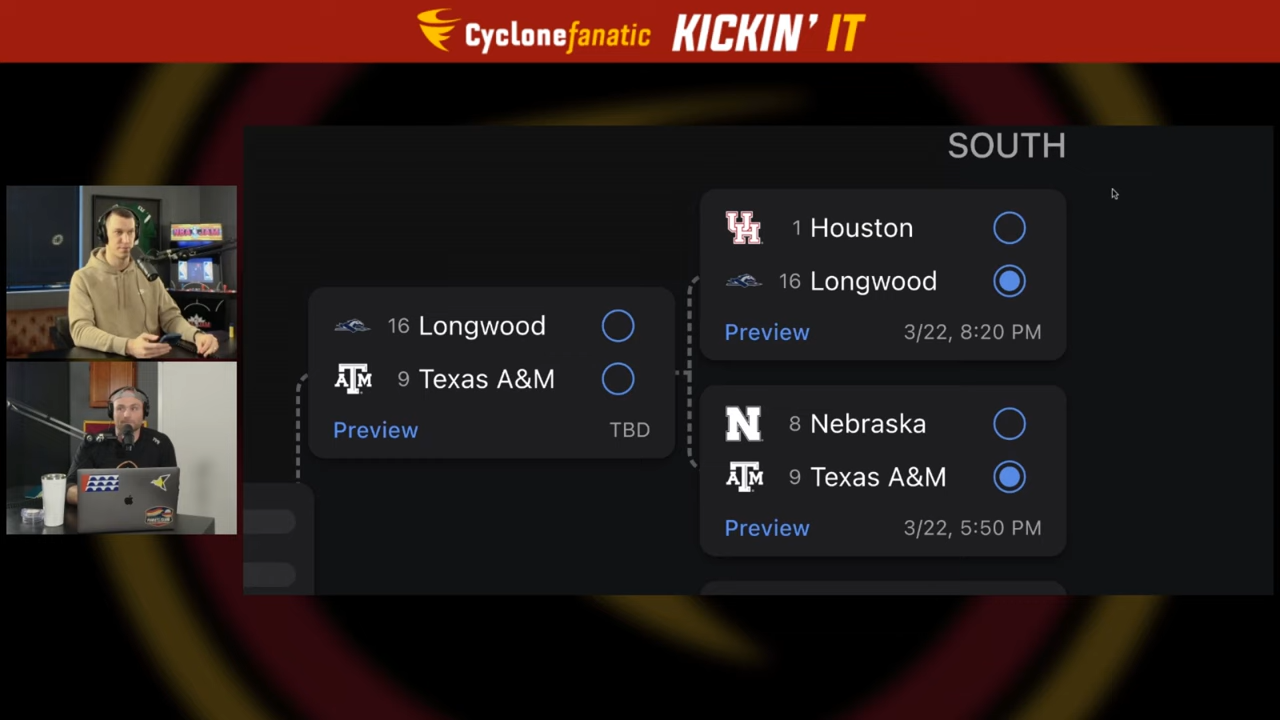 Cyclonefanatic KICKIN' IT
SOUTH
1 Houston
16 Longwood
Preview 3/22, 8:20 PM
16 Longwood
9 Texas A&M
Preview TBD
8 Nebraska
9 Texas A&M
Preview 3/22, 5:50 PM